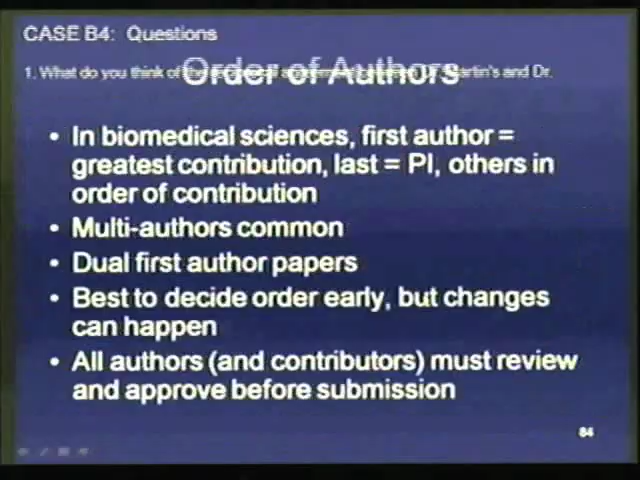 CASE B4: Questions
Order of Authors
1. What do you think of the Martin's and Dr.
• In biomedical sciences, first author =
greatest contribution, last = PI, others in
order of contribution
• Multi-authors common
• Dual first author papers
• Best to decide order early, but changes
can happen
• All authors (and contributors) must review
and approve before submission
84